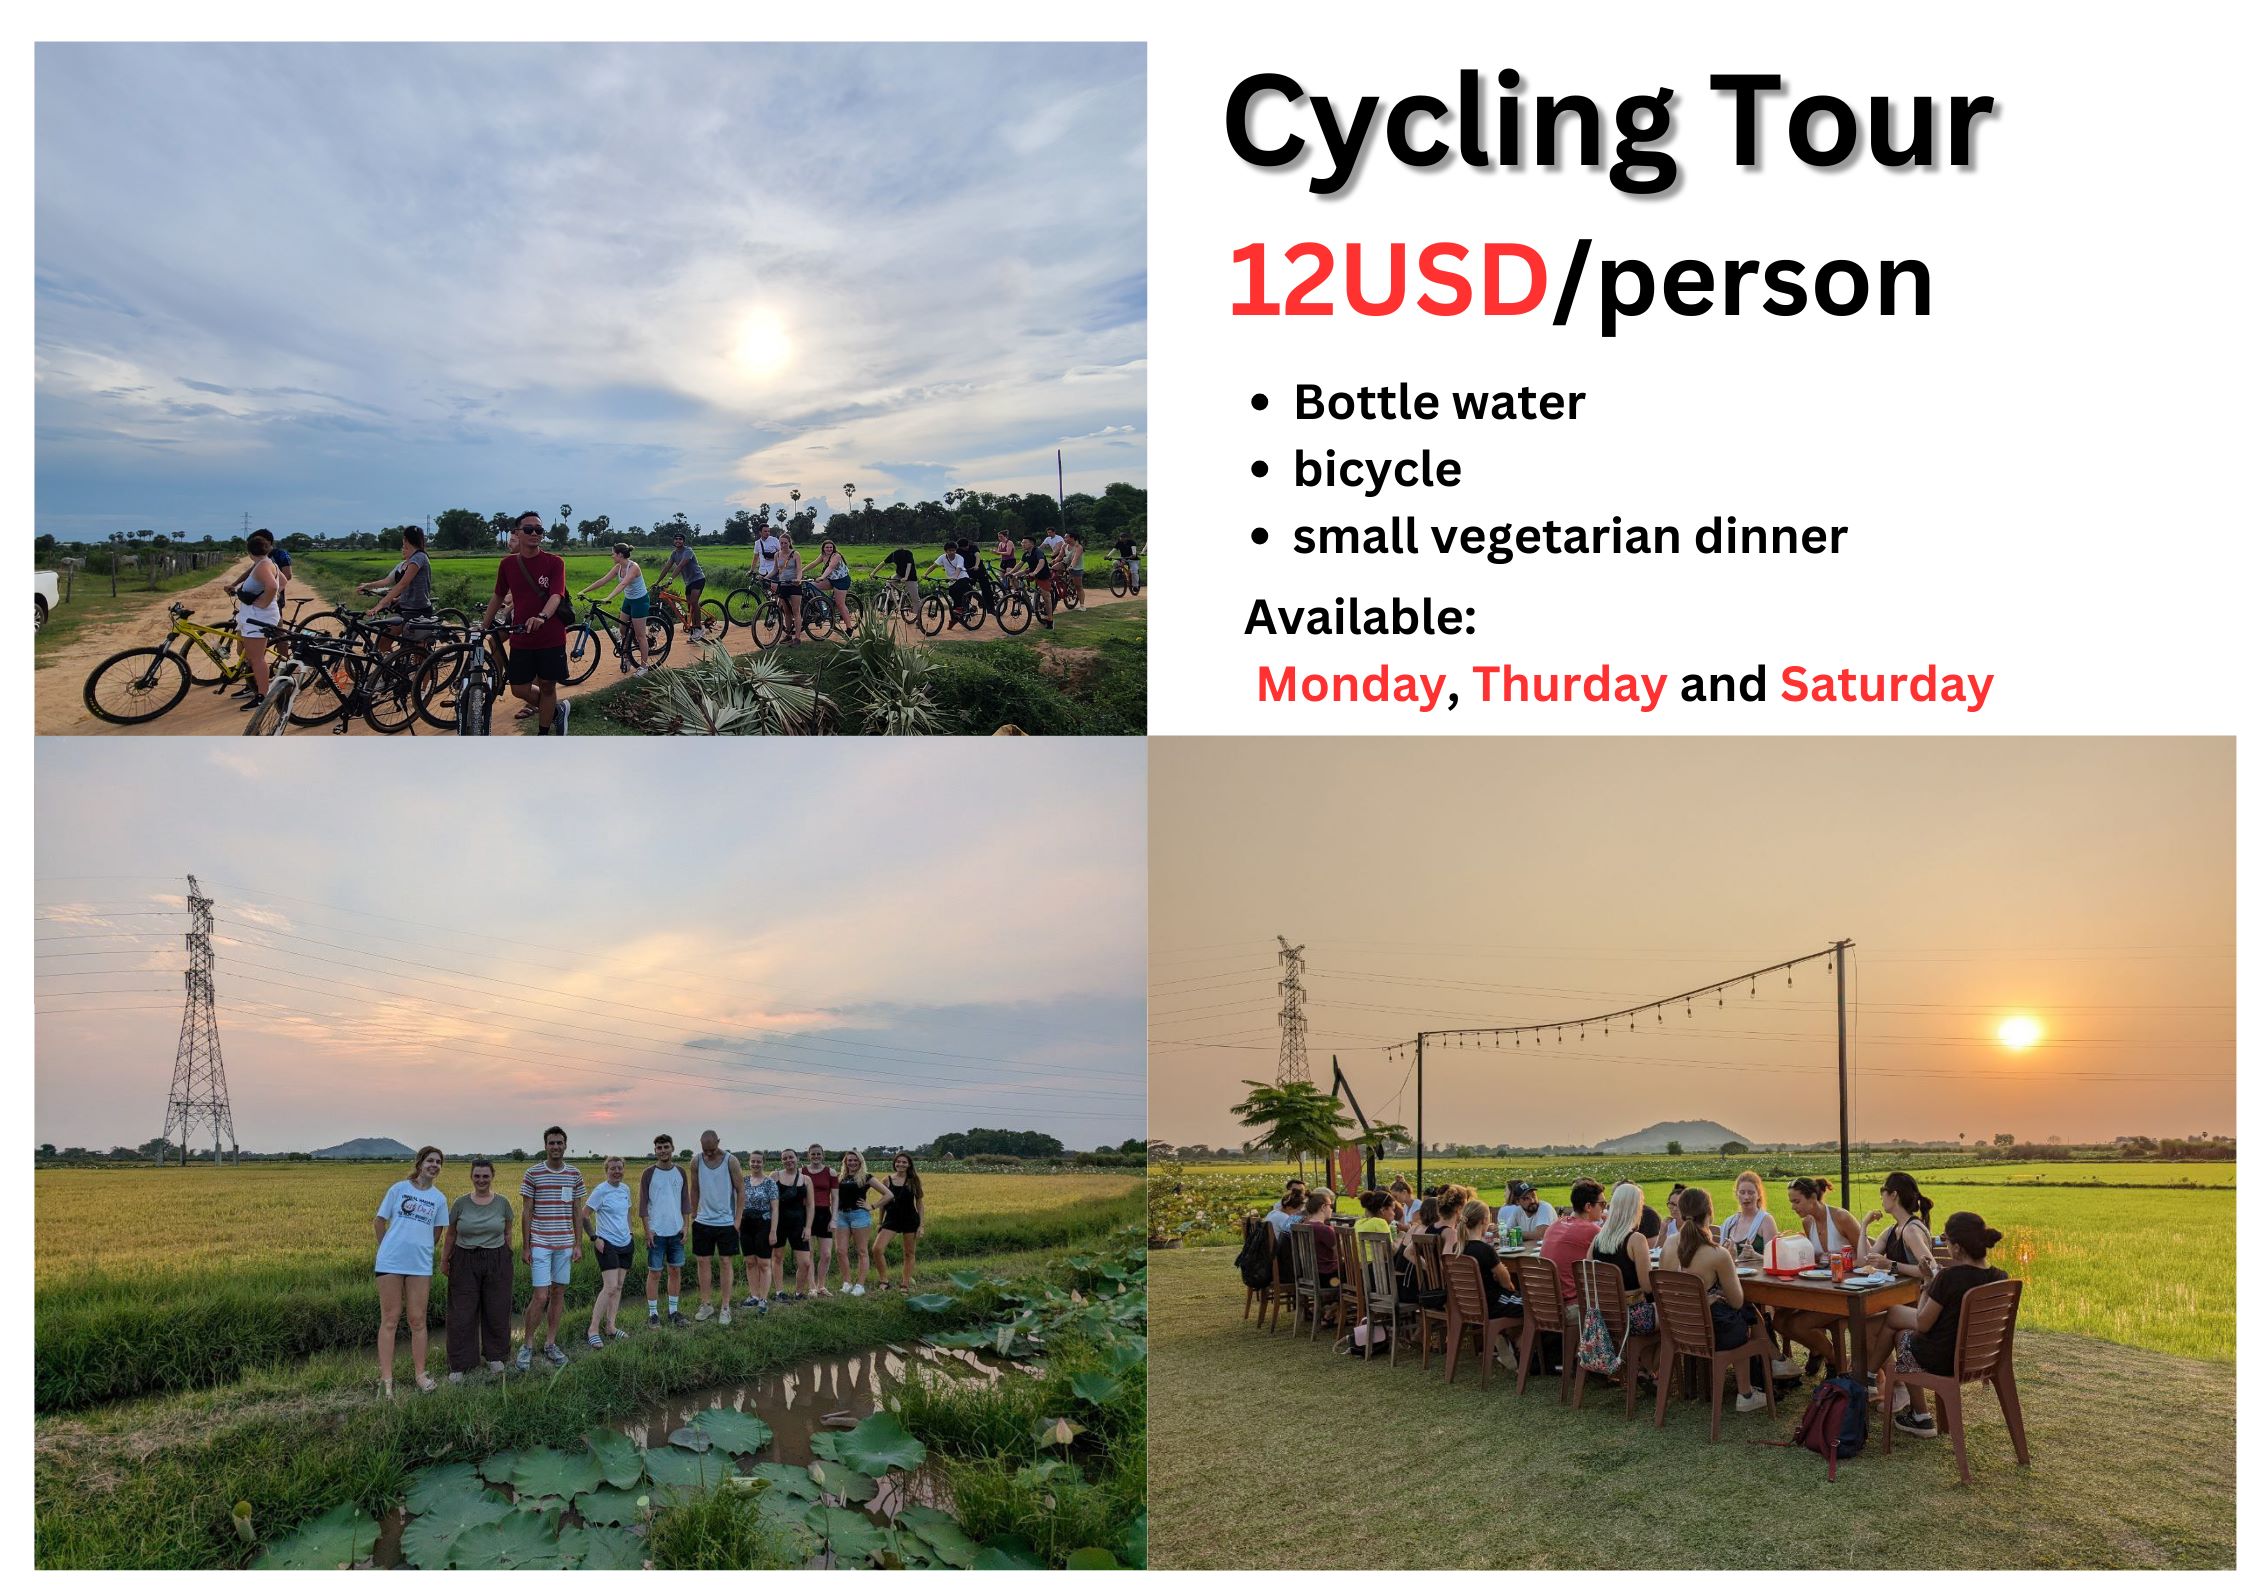 Cycling Tour
12USD/person
• Bottle water
• bicycle
• small vegetarian dinner
Available:
Monday, Thurday and Saturday